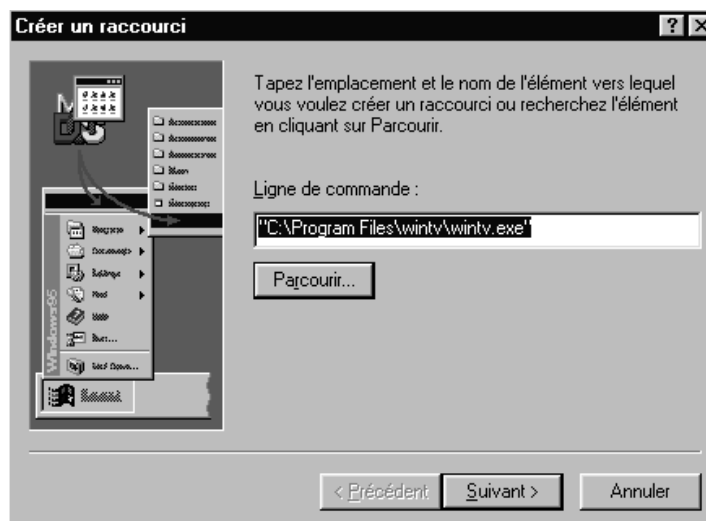 Créer un raccourci
Tapez l'emplacement et le nom de l'élément vers lequel
vous voulez créer un raccourci ou recherchez l'élément
en cliquant sur Parcourir.
Ligne de commande :
"C:\Program Files\wintv\wintv.exe"
Parcourir...
Windows95
< Précédent
Suivant >
Annuler